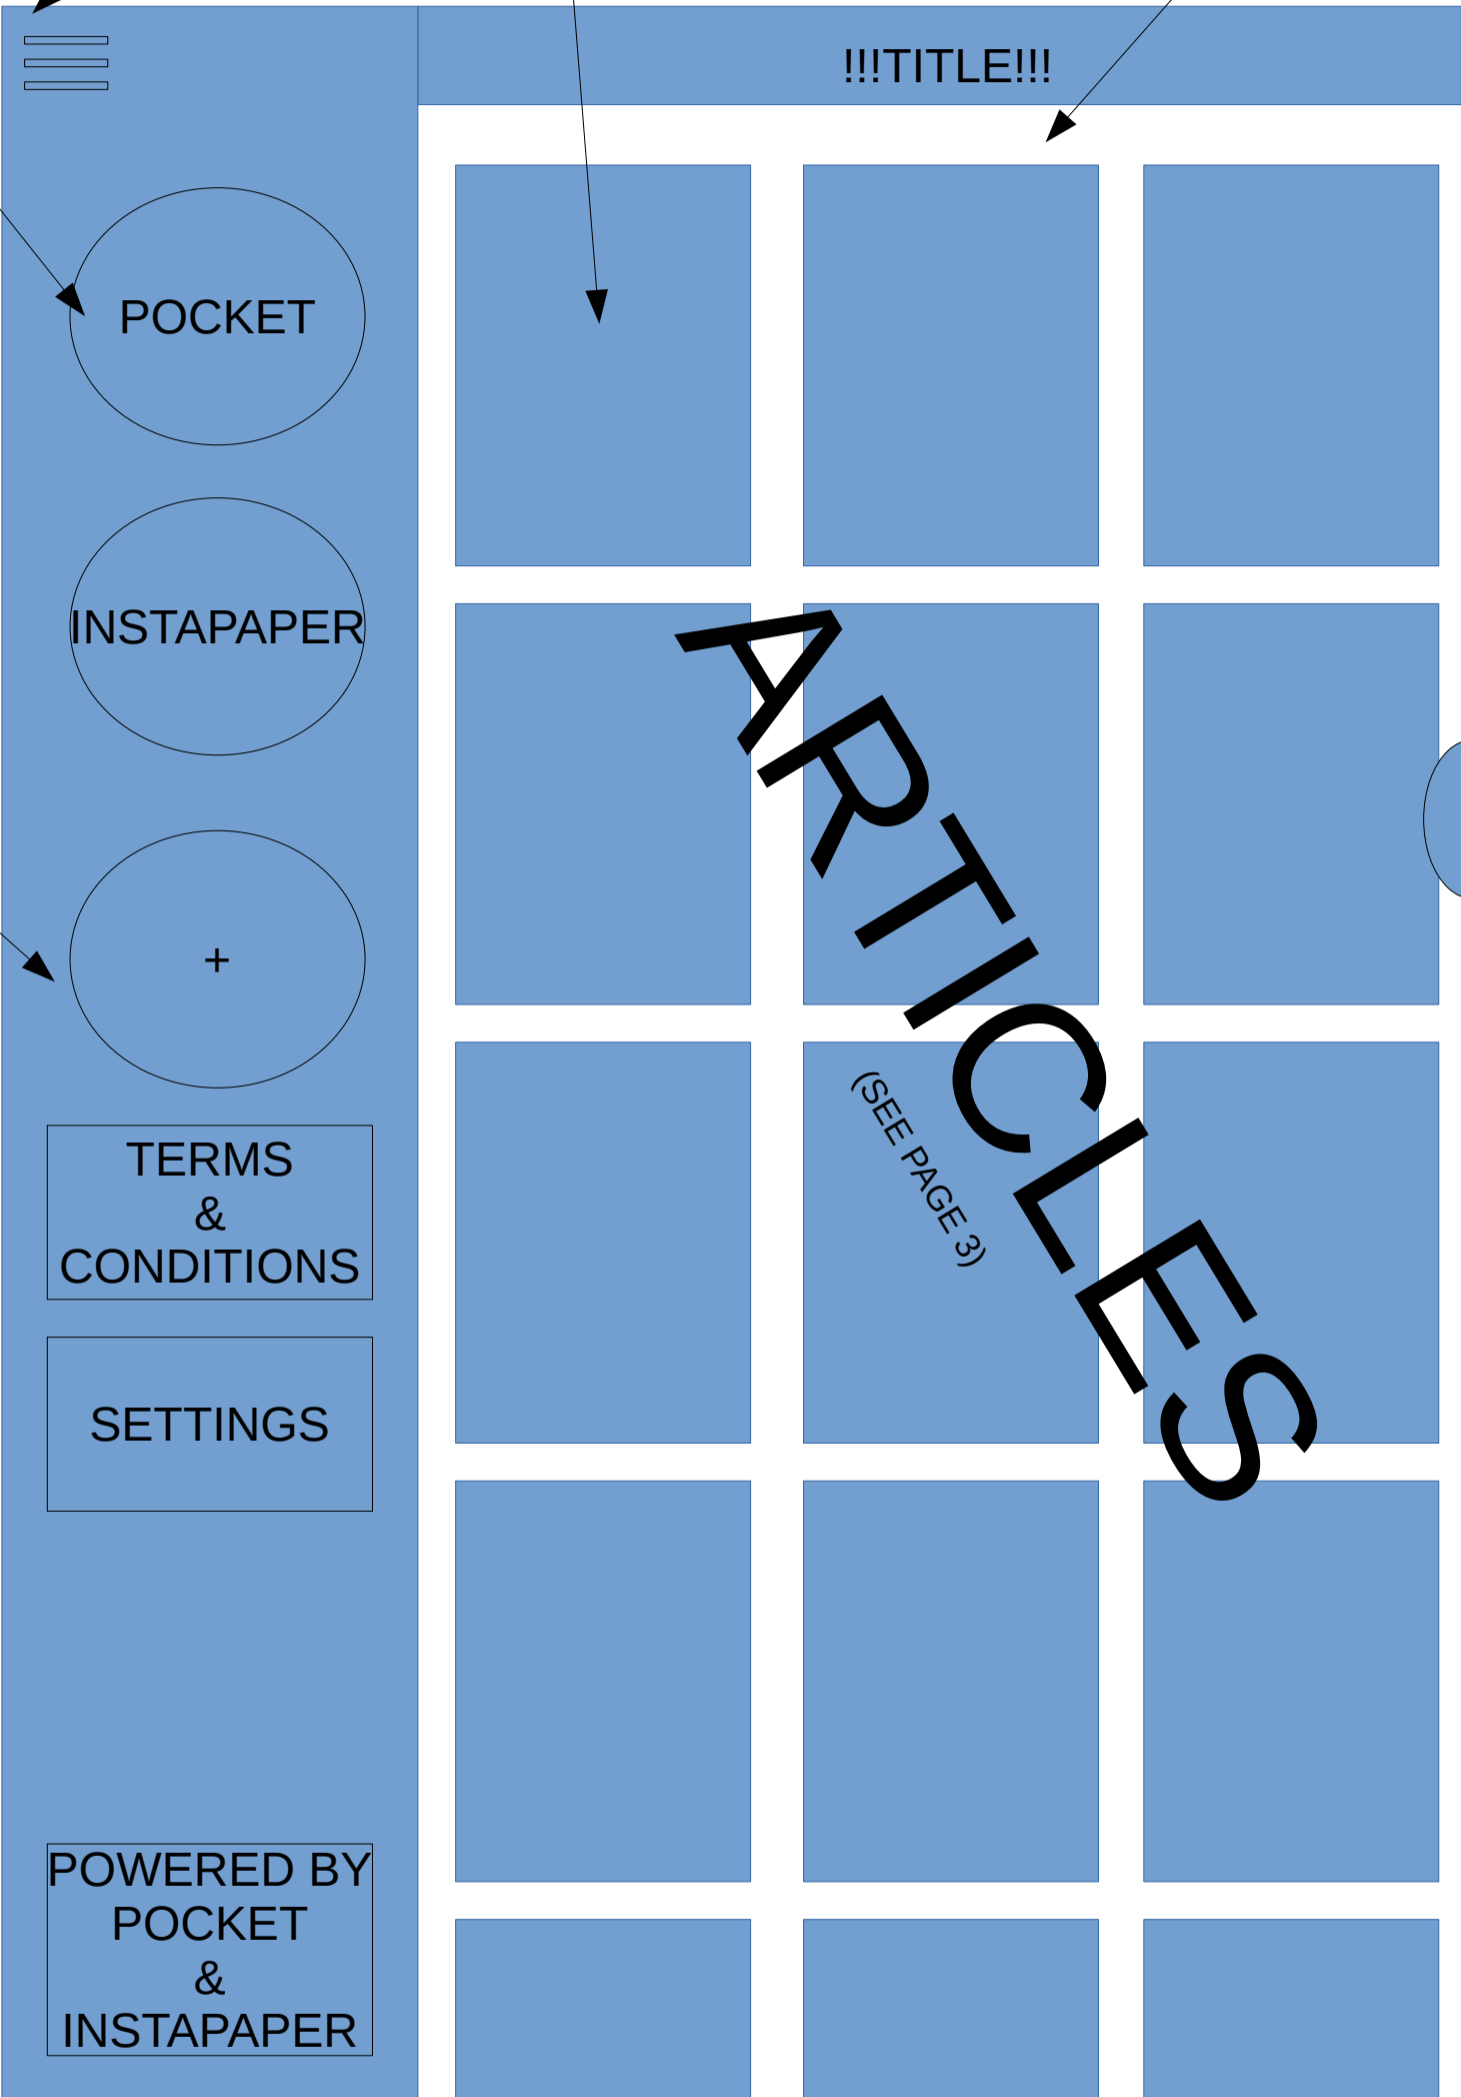 !!!TITLE!!!
POCKET
INSTAPAPER
+
TERMS
&
CONDITIONS
SETTINGS
POWERED BY
POCKET
&
INSTAPAPER
ARTICLES
(SEE PAGE 3)